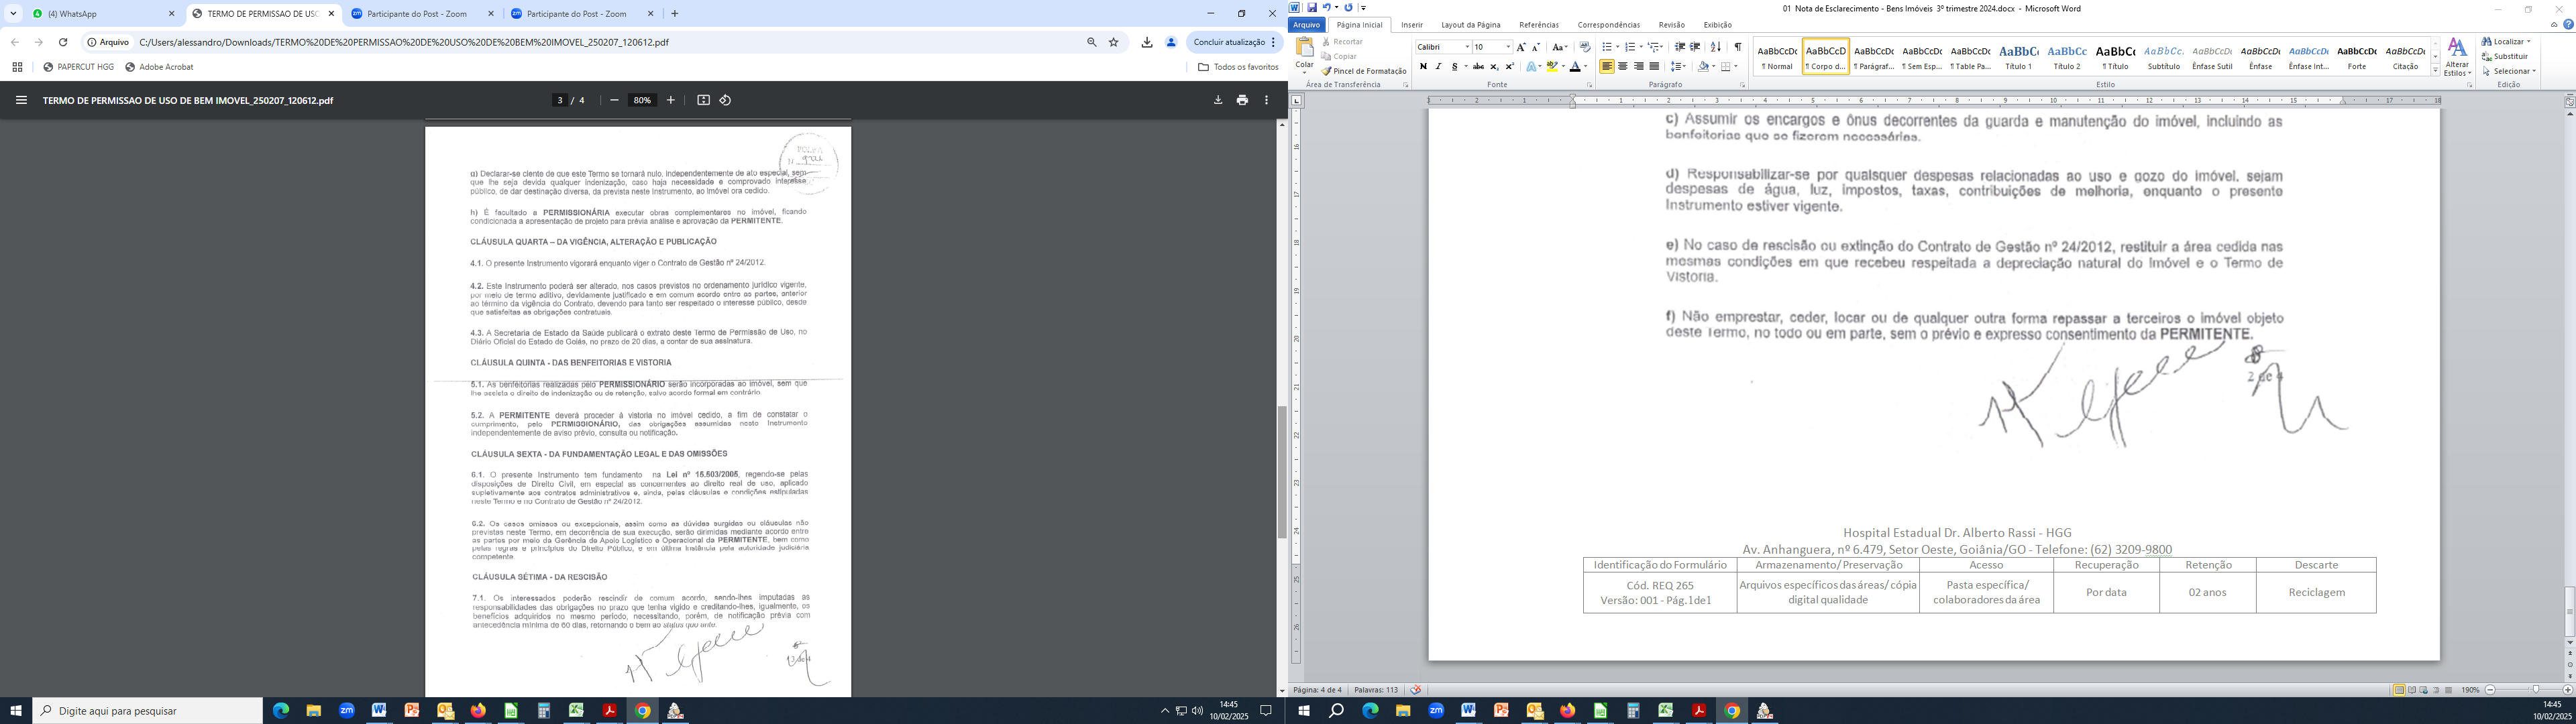 (4) WhatsApp
TERMO DE PERMISSAO DE USO
Participante do Post - Zoom
Participante do Post - Zoom
Arquivo
C:/Users/alessandro/Downloads/TERMO%20DE%20PERMISSAO%20DE%20USO%20DE%20BEM%20IMOVEL_250207_120612.pdf
Concluir atualização
PAPERCUT HGG
Adobe Acrobat
Todos os favoritos
TERMO DE PERMISSAO DE USO DE BEM IMOVEL_250207_120612.pdf
3 / 4
80%
g) Declarar-se ciente de que este Termo se tornará nulo, independentemente de ato especial, sem
que lhe seja devida qualquer indenização, caso haja necessidade e comprovado interesse
público, de dar destinação diversa, da prevista neste Instrumento, ao imóvel ora cedido.
h) É facultado a PERMISSIONÁRIA executar obras complementares no imóvel, ficando
condicionada a apresentação de projeto para prévia análise e aprovação da PERMITENTE.
CLÁUSULA QUARTA – DA VIGÊNCIA, ALTERAÇÃO E PUBLICAÇÃO
4.1. O presente Instrumento vigorará enquanto viger o Contrato de Gestão nº 24/2012.
4.2. Este Instrumento poderá ser alterado, nos casos previstos no ordenamento jurídico vigente,
por meio de termo aditivo, devidamente justificado e em comum acordo entre as partes, anterior
ao término da vigência do Contrato, devendo para tanto ser respeitado o interesse público, desde
que satisfeitas as obrigações contratuais.
4.3. A Secretaria de Estado da Saúde publicará o extrato deste Termo de Permissão de Uso, no
Diário Oficial do Estado de Goiás, no prazo de 20 dias, a contar de sua assinatura.
CLÁUSULA QUINTA - DAS BENFEITORIAS E VISTORIA
5.1. As benfeitorias realizadas pelo PERMISSIONÁRIO serão incorporadas ao imóvel, sem que
lhe assista o direito de indenização ou de retenção, salvo acordo formal em contrário.
5.2. A PERMITENTE deverá proceder à vistoria no imóvel cedido, a fim de constatar o
cumprimento, pelo PERMISSIONÁRIO, das obrigações assumidas neste Instrumento
independentemente de aviso prévio, consulta ou notificação.
CLÁUSULA SEXTA - DA FUNDAMENTAÇÃO LEGAL E DAS OMISSÕES
6.1. O presente Instrumento tem fundamento na Lei nº 15.503/2005, regendo-se pelas
disposições de Direito Civil, em especial as concernentes ao direito real de uso, aplicado
supletivamente aos contratos administrativos e, ainda, pelas cláusulas e condições estipuladas
neste Termo e no Contrato de Gestão nº 24/2012.
6.2. Os casos omissos ou excepcionais, assim como as dúvidas surgidas ou cláusulas não
previstas neste Termo, em decorrência de sua execução, serão dirimidas mediante acordo entre
as partes por meio da Gerência de Apoio Logístico e Operacional da PERMITENTE, bem como
pelas regras e princípios do Direito Público, e em última instância pela autoridade judiciária
competente.
CLÁUSULA SÉTIMA - DA RESCISÃO
7.1. Os interessados poderão rescindir de comum acordo, sendo-lhes imputadas as
responsabilidades das obrigações no prazo que tenha vigido e creditando-lhes, igualmente, os
benefícios adquiridos no mesmo período, necessitando, porém, de notificação prévia com
antecedência mínima de 60 dias, retornando o bem ao status quo ante.
3 de 4
Digite aqui para pesquisar
14:45
10/02/2025
01 Nota de Esclarecimento - Bens Imóveis 3º trimestre 2024.docx - Microsoft Word
Arquivo
Página Inicial
Inserir
Layout da Página
Referências
Correspondências
Revisão
Exibição
Colar
Recortar
Copiar
Pincel de Formatação
Área de Transferência
Calibri
10
N I S abc x₂ x²
Fonte
Parágrafo
AaBbCcDc
¶ Normal
AaBbCcD
¶ Corpo d...
AaBbCcDc
¶ Parágraf...
AaBbCcDc
¶ Sem Esp...
AaBbCcDc
¶ Table Pa...
AaBbCc
Título 1
AaBbCc
Título 2
AaBbCc
¶ Título
AaBbCc.
Subtítulo
AaBbCcDc
Ênfase Sutil
AaBbCcDc
Ênfase
AaBbCcDc
Ênfase Int...
AaBbCcDc
Forte
AaBbCcDc
Citação
Alterar
Estilos
Estilo
Localizar
Substituir
Selecionar
Edição
c) Assumir os encargos e ônus decorrentes da guarda e manutenção do imóvel, incluindo as
benfeitorias que se fizerem necessárias.
d) Responsabilizar-se por quaisquer despesas relacionadas ao uso e gozo do imóvel, sejam
despesas de água, luz, impostos, taxas, contribuições de melhoria, enquanto o presente
Instrumento estiver vigente.
e) No caso de rescisão ou extinção do Contrato de Gestão nº 24/2012, restituir a área cedida nas
mesmas condições em que recebeu respeitada a depreciação natural do imóvel e o Termo de
Vistoria.
f) Não emprestar, ceder, locar ou de qualquer outra forma repassar a terceiros o imóvel objeto
deste Termo, no todo ou em parte, sem o prévio e expresso consentimento da PERMITENTE.
2 de 4
Hospital Estadual Dr. Alberto Rassi - HGG
Av. Anhanguera, nº 6.479, Setor Oeste, Goiânia/GO - Telefone: (62) 3209-9800
Identificação do Formulário
Armazenamento/ Preservação
Acesso
Recuperação
Retenção
Descarte
Cód. REQ 265
Versão: 001 - Pág.1de1
Arquivos específicos das áreas/ cópia
digital qualidade
Pasta específica/
colaboradores da área
Por data
02 anos
Reciclagem
Página: 4 de 4
Palavras: 113
190%
14:45
10/02/2025